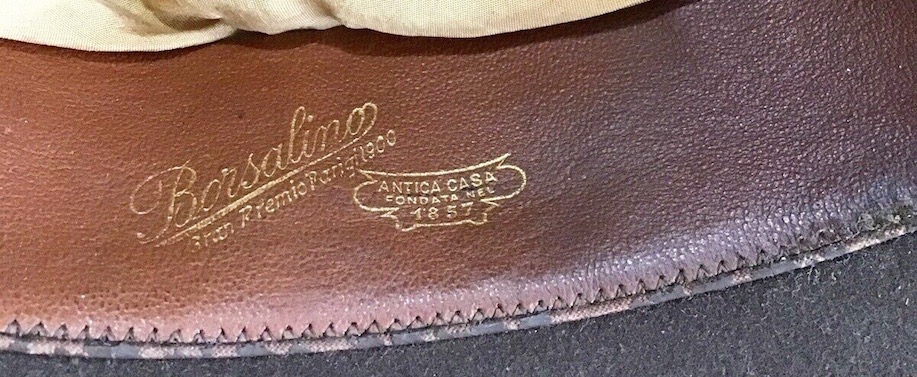 Borsalino
Gran Premio Parigi 1900
ANTICA CASA
FONDATA NEL
1857